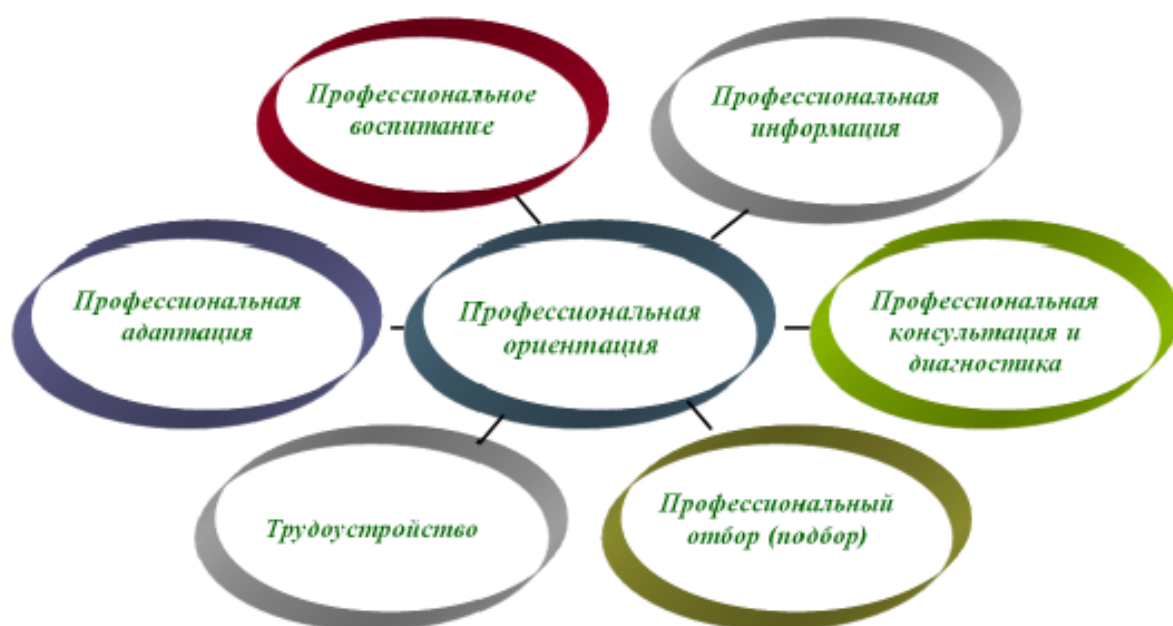 Профессиональное
воспитание
Профессиональная
информация
Профессиональная
адаптация
Профессиональная
ориентация
Профессиональная
консультация и
диагностика
Трудоустройство
Профессиональный
отбор (подбор)